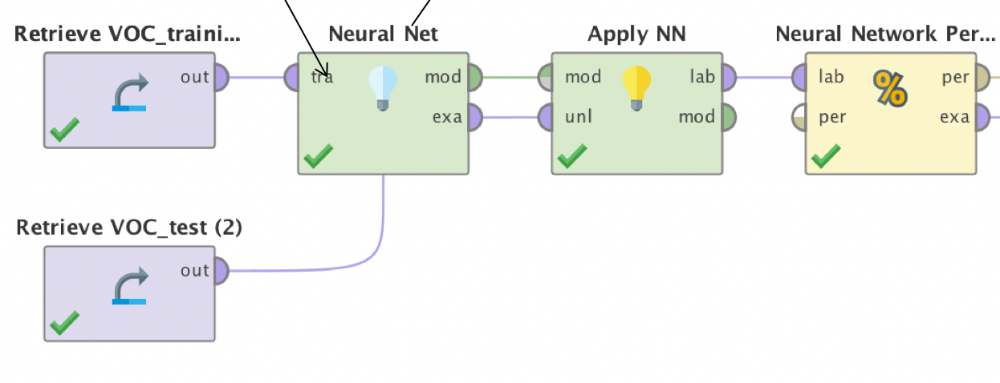 Retrieve VOC_traini...
Neural Net
Apply NN
Neural Network Per...
out
tra
mod
exa
mod
unl
lab
mod
lab
per
per
exa
Retrieve VOC_test (2)
out